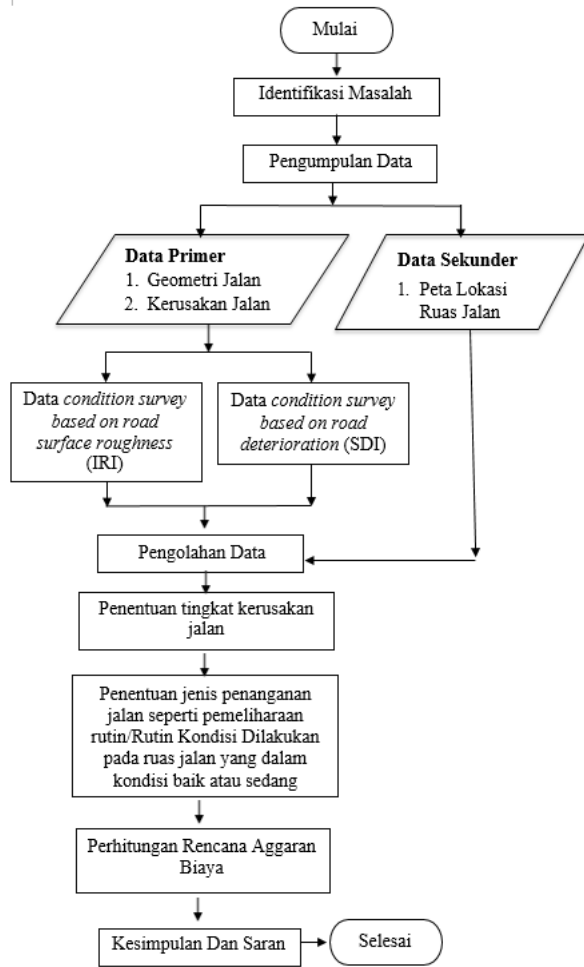 Mulai
Identifikasi Masalah
Pengumpulan Data
Data Primer
1. Geometri Jalan
2. Kerusakan Jalan
Data Sekunder
1. Peta Lokasi
Ruas Jalan
Data condition survey
based on road
surface roughness
(IRI)
Data condition survey
based on road
deterioration (SDI)
Pengolahan Data
Penentuan tingkat kerusakan
jalan
Penentuan jenis penanganan
jalan seperti pemeliharaan
rutin/Rutin Kondisi Dilakukan
pada ruas jalan yang dalam
kondisi baik atau sedang
Perhitungan Rencana Aggaran
Biaya
Kesimpulan Dan Saran
Selesai